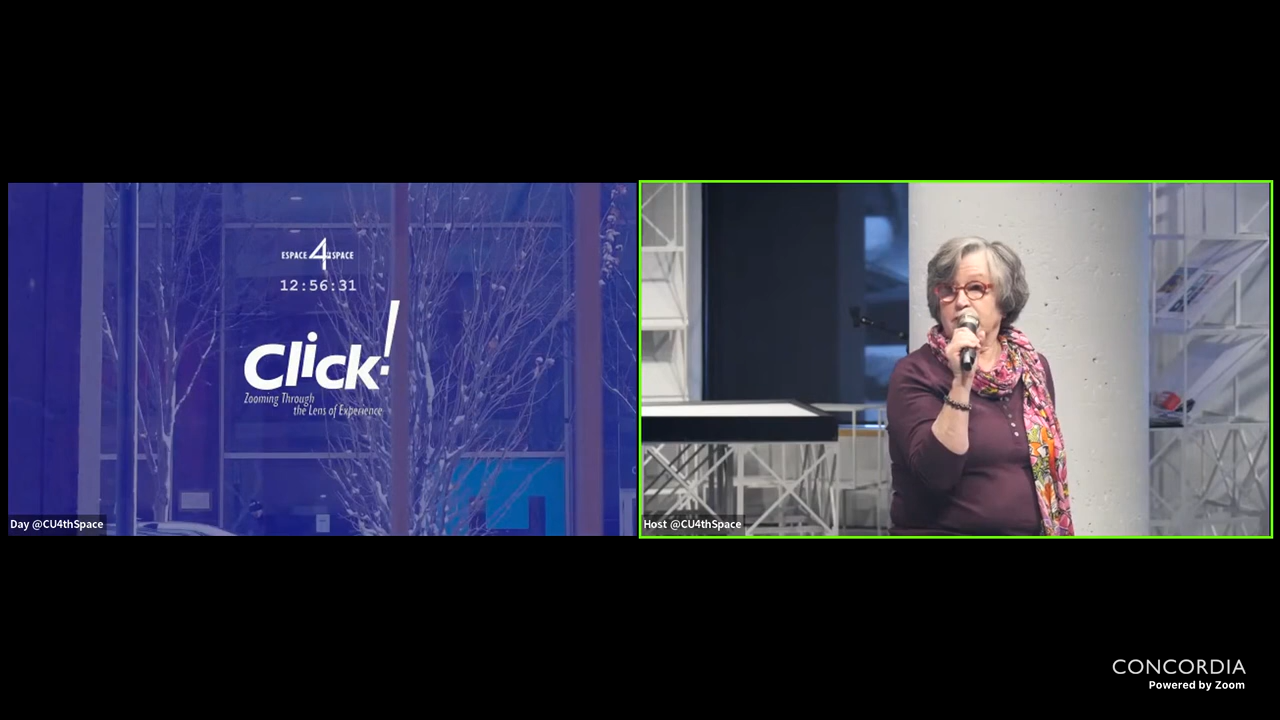 ESPACE 4TH SPACE
12:56:31
Click!
Zooming Through
the Lens of Experience
Day @CU4thSpace
Host @CU4thSpace
CONCORDIA
Powered by Zoom